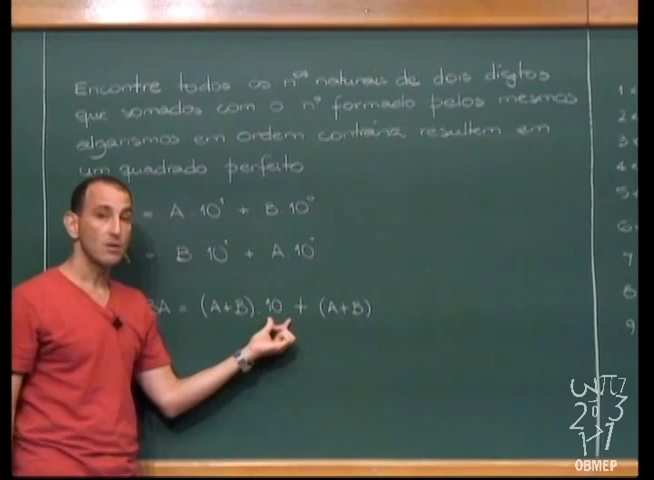 Encontre todos os nºs naturais de dois dígitos
que somados com o nº formado pelos mesmos
algarismos em ordem contrária resultem em
um quadrado perfeito
= A.10¹ + B.10⁰
A = B.10¹ + A.10⁰
BA = (A+B).10 + (A+B)
1
2
3
4
5
6
7
8
9
OBMEP